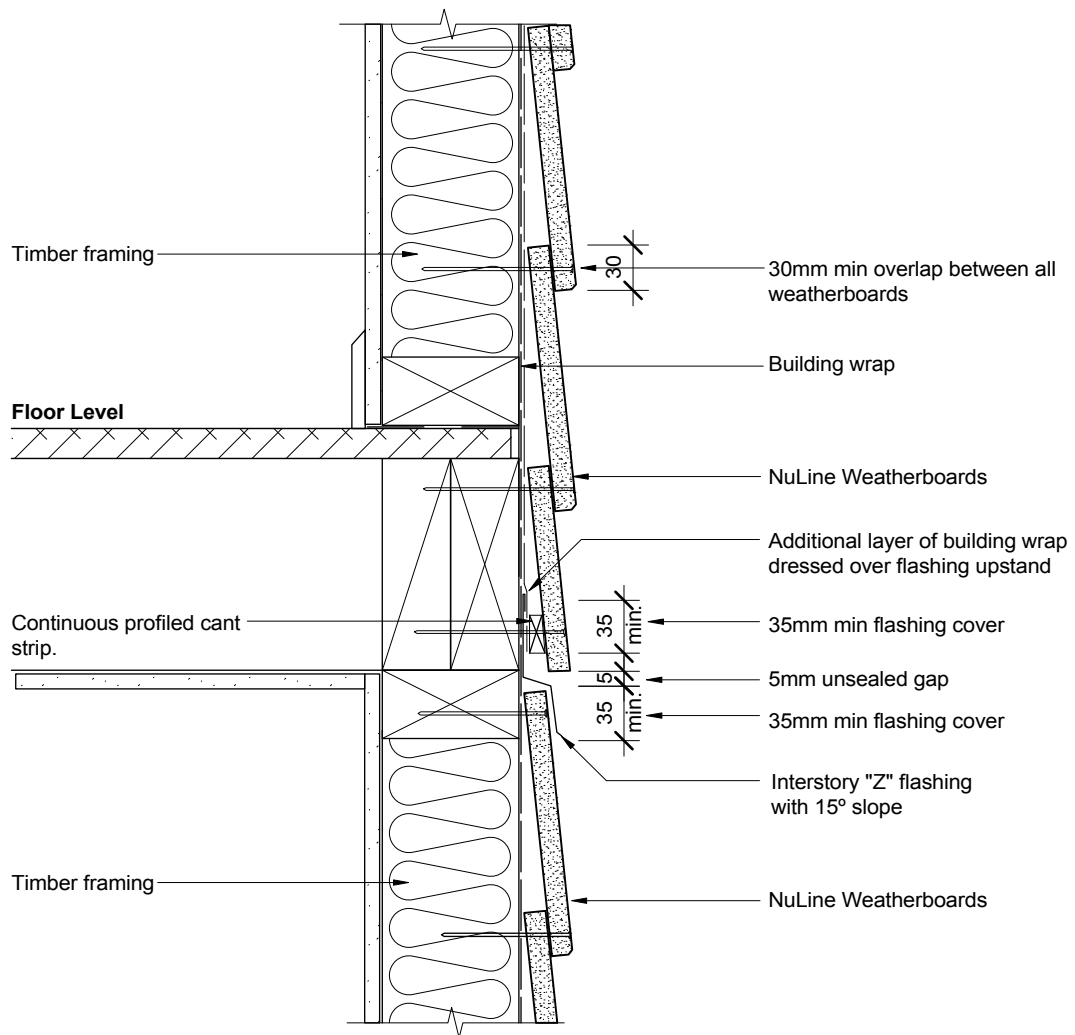 Timber framing
30
30mm min overlap between all
weatherboards
Building wrap
Floor Level
NuLine Weatherboards
Additional layer of building wrap
dressed over flashing upstand
Continuous profiled cant
strip.
35
min.
35mm min flashing cover
5
5mm unsealed gap
35
min.
35mm min flashing cover
Interstory "Z" flashing
with 15º slope
Timber framing
NuLine Weatherboards